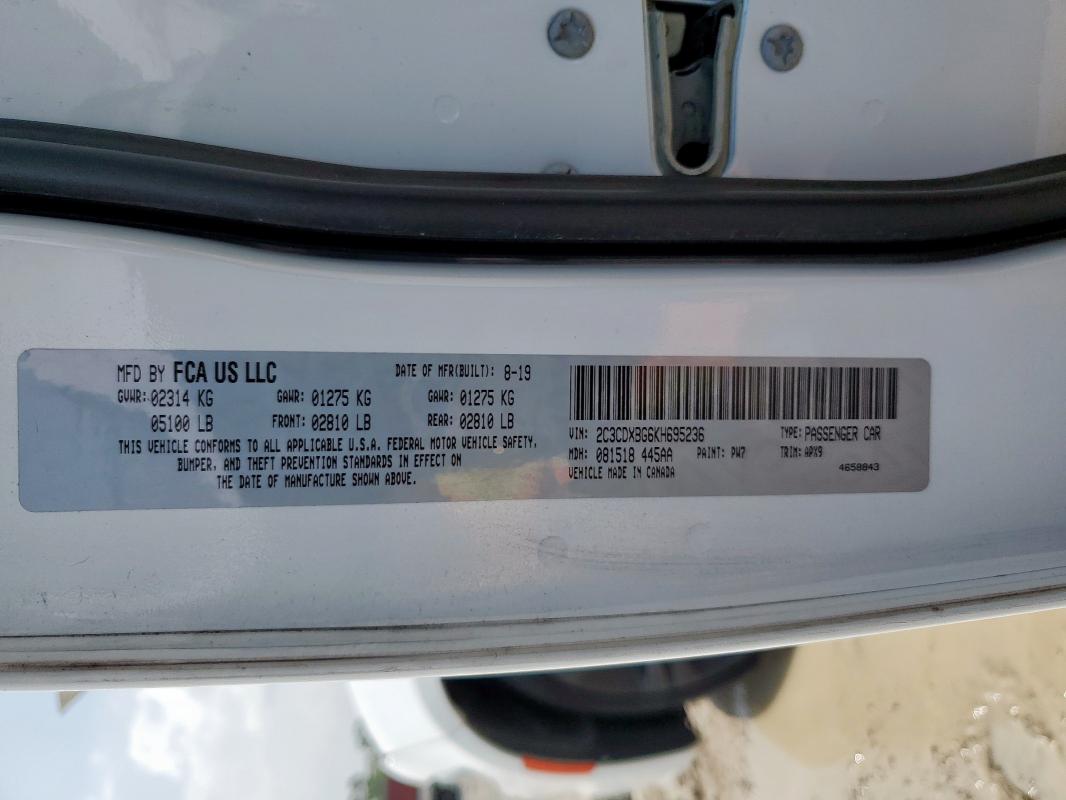 MFD BY FCA US LLC DATE OF MFR(BUILT): 8-19
GVWR: 02314 KG GAWR: 01275 KG GAWR: 01275 KG
05100 LB FRONT: 02810 LB REAR: 02810 LB
THIS VEHICLE CONFORMS TO ALL APPLICABLE U.S.A. FEDERAL MOTOR VEHICLE SAFETY,
BUMPER, AND THEFT PREVENTION STANDARDS IN EFFECT ON
THE DATE OF MANUFACTURE SHOWN ABOVE.
VIN: 2C3CDXBG6KH695236 TYPE: PASSENGER CAR
MDH: 081518 445AA PAINT: PW7 TRIM: APX9
VEHICLE MADE IN CANADA 4658843